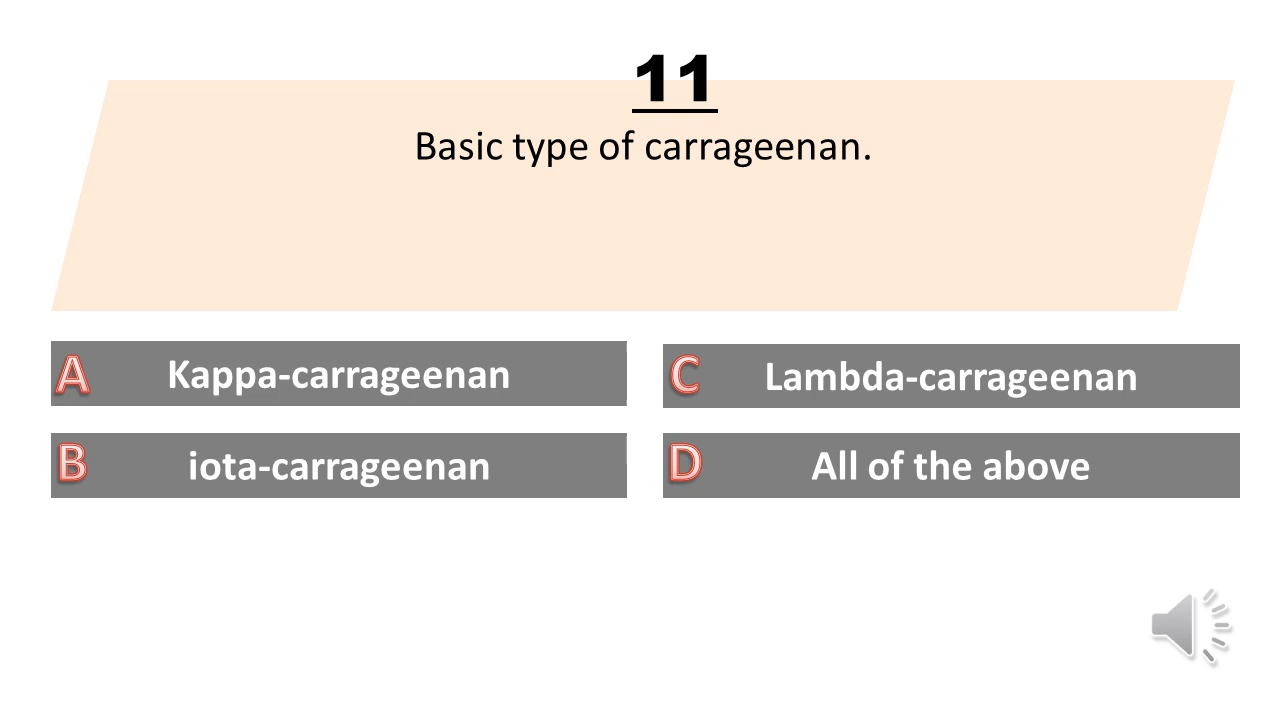 11
Basic type of carrageenan.
A Kappa-carrageenan
B iota-carrageenan
C Lambda-carrageenan
D All of the above